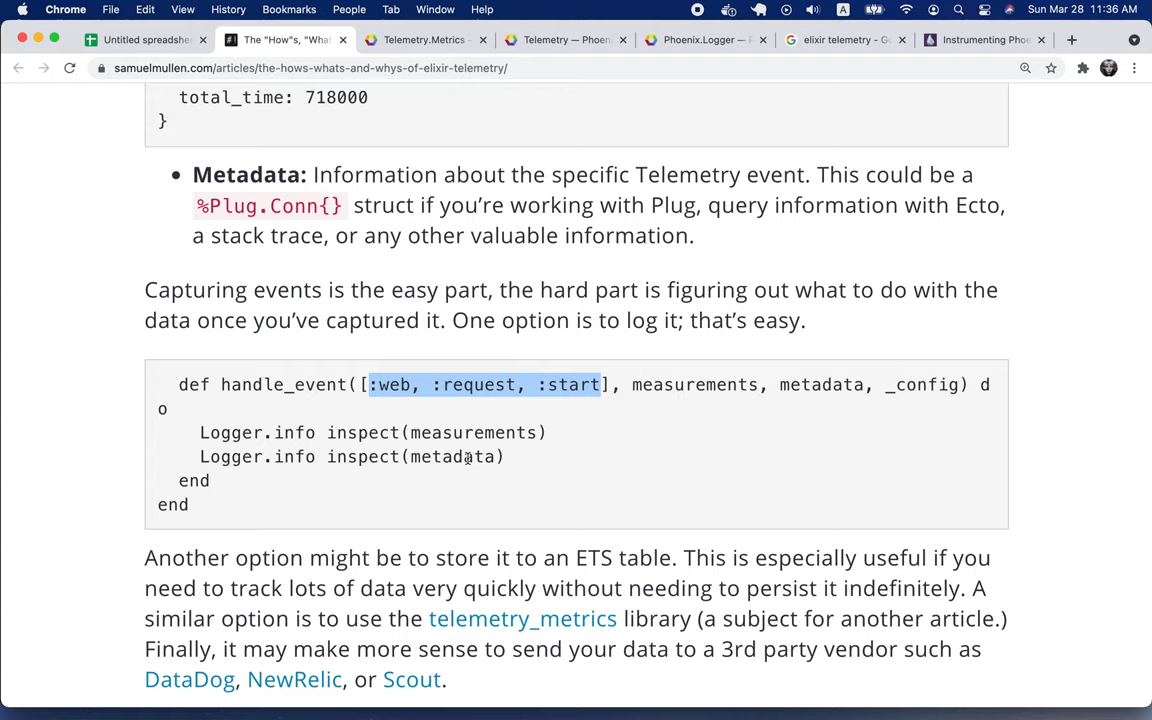 Chrome File Edit View History Bookmarks People Tab Window Help A Sun Mar 28 11:36 AM
Untitled spreadshe The "How"s, "What Telemetry.Metrics - Telemetry — Phoen Phoenix.Logger — P elixir telemetry - G Instrumenting Pho
samuelmullen.com/articles/the-hows-whats-and-whys-of-elixir-telemetry/
total_time: 718000
}
• Metadata: Information about the specific Telemetry event. This could be a
%Plug.Conn{} struct if you’re working with Plug, query information with Ecto,
a stack trace, or any other valuable information.
Capturing events is the easy part, the hard part is figuring out what to do with the
data once you’ve captured it. One option is to log it; that’s easy.
def handle_event([:web, :request, :start], measurements, metadata, _config) d
o
Logger.info inspect(measurements)
Logger.info inspect(metadata)
end
end
Another option might be to store it to an ETS table. This is especially useful if you
need to track lots of data very quickly without needing to persist it indefinitely. A
similar option is to use the telemetry_metrics library (a subject for another article.)
Finally, it may make more sense to send your data to a 3rd party vendor such as
DataDog, NewRelic, or Scout.